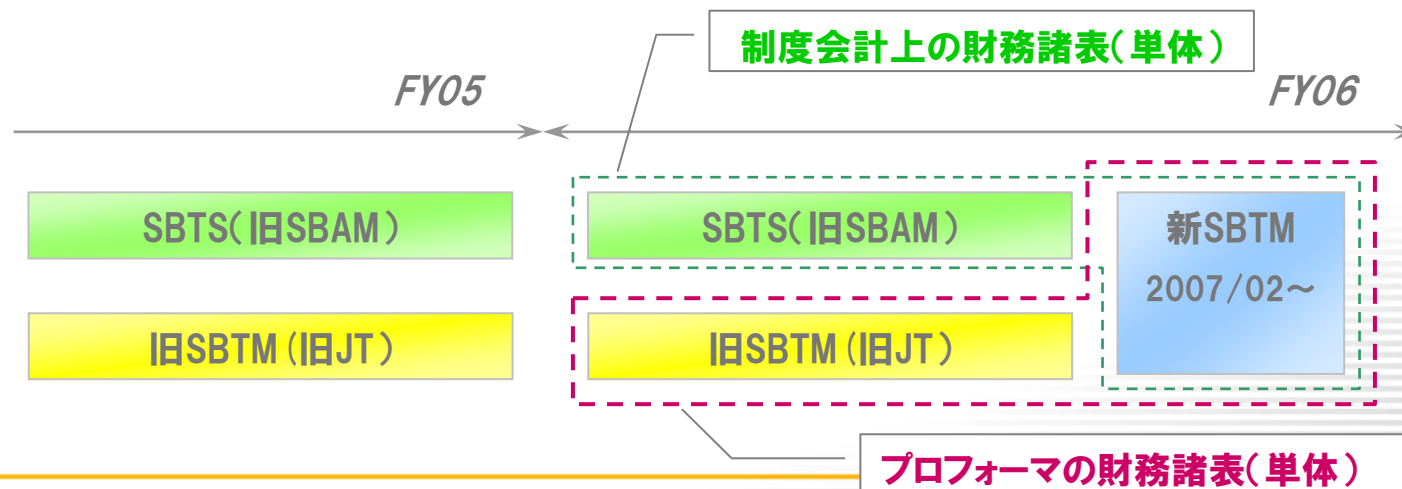 制度会計上の財務諸表(単体)
FY05
FY06
SBTS(旧SBAM)
SBTS(旧SBAM)
新SBTM
2007/02~
旧SBTM(旧JT)
旧SBTM(旧JT)
プロフォーマの財務諸表(単体)